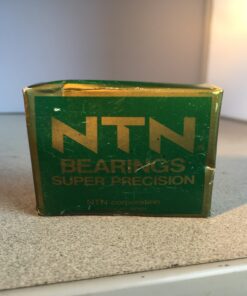 NTN
BEARINGS
SUPER PRECISION
NTN corporation